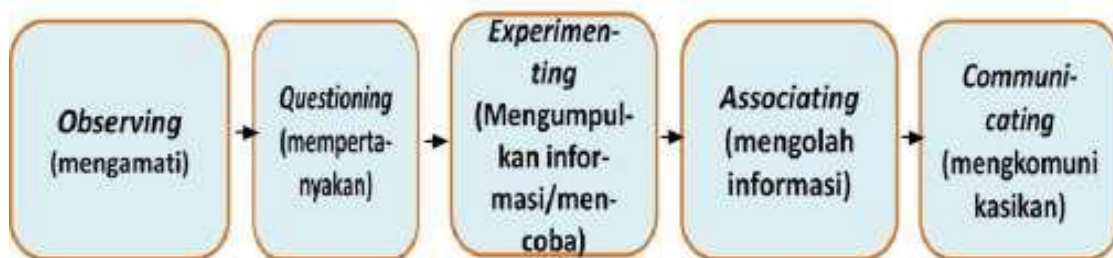 Observing
(mengamati)
Questioning
(memperta-
nyakan)
Experimen-
ting
(Mengumpul-
kan infor-
masi/men-
coba)
Associating
(mengolah
informasi)
Communi-
cating
(mengkomuni
kasikan)